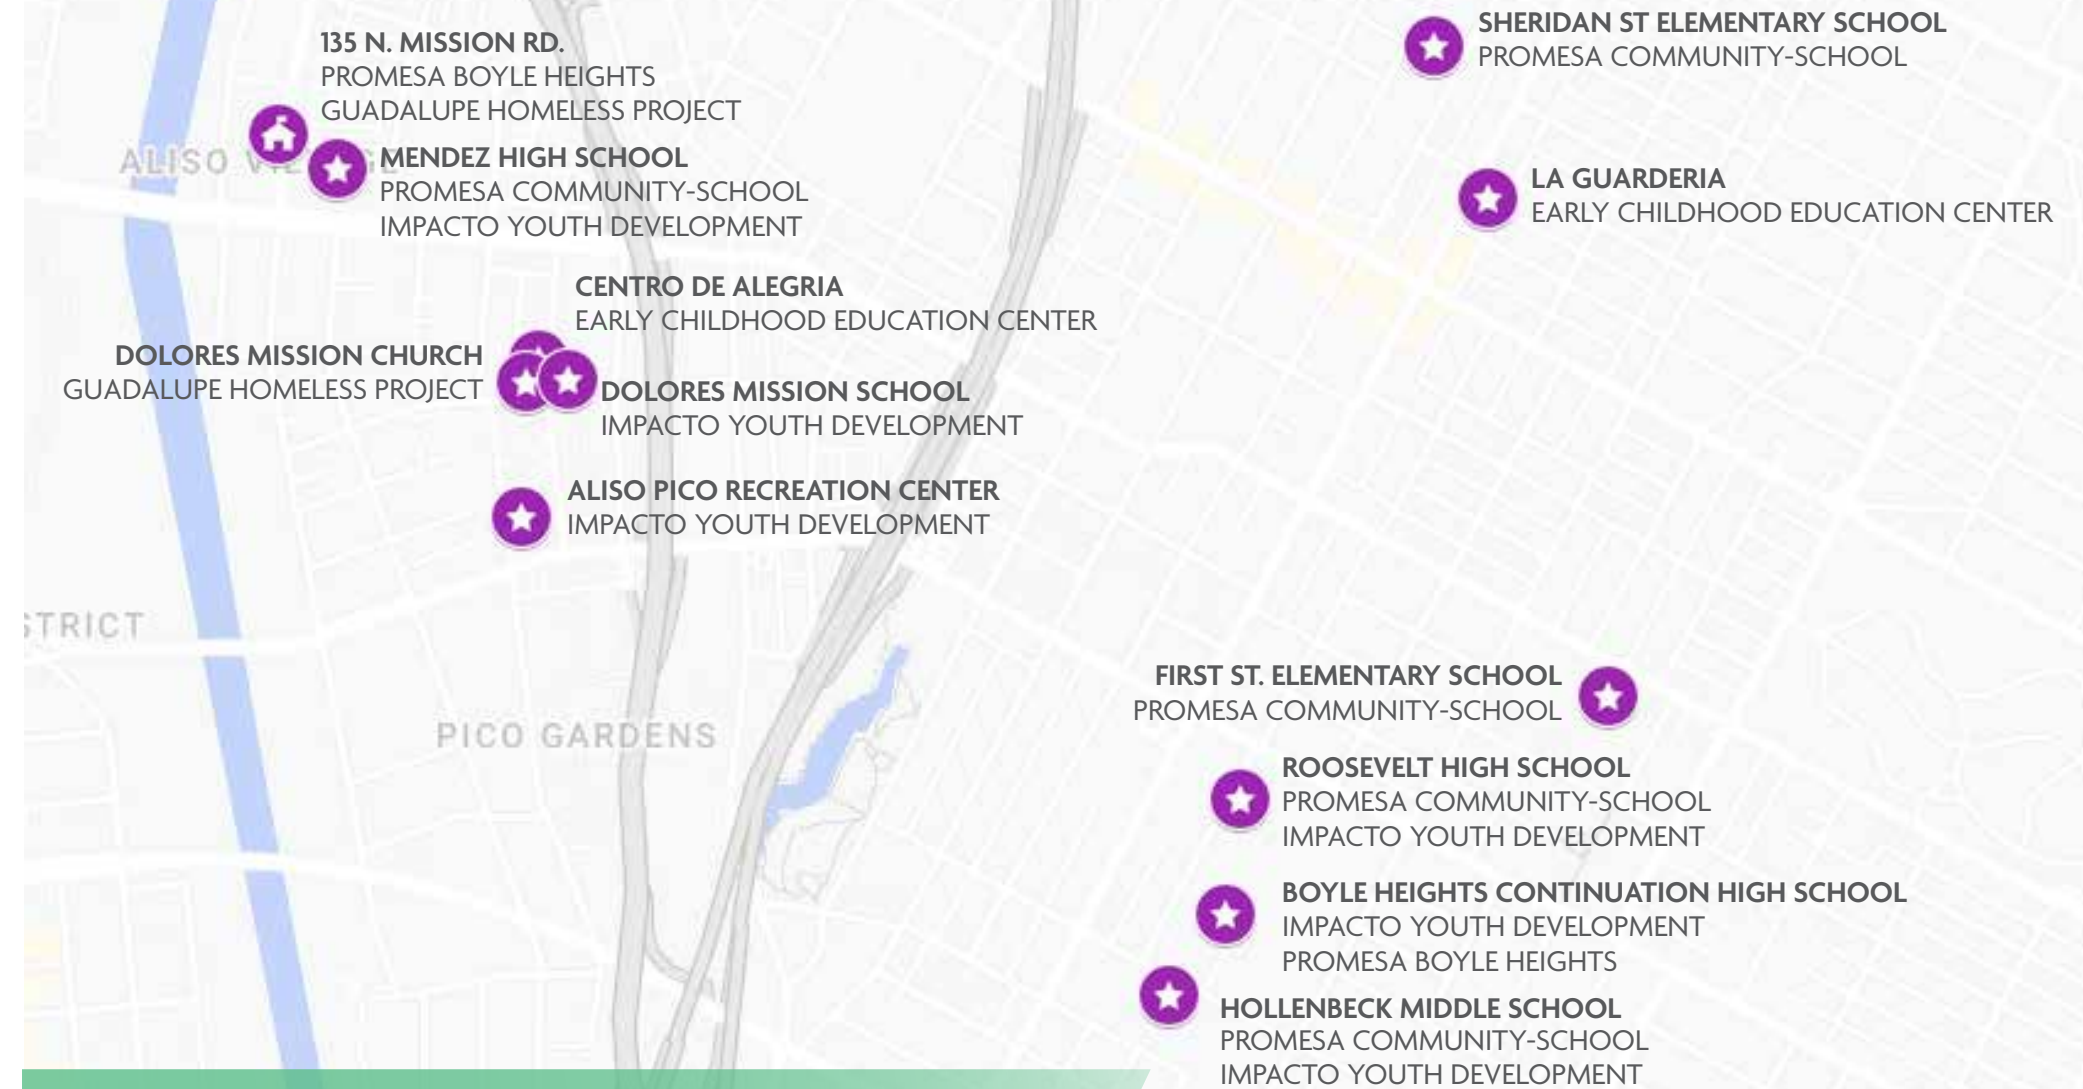 135 N. MISSION RD.
PROMESA BOYLE HEIGHTS
GUADALUPE HOMELESS PROJECT
SHERIDAN ST ELEMENTARY SCHOOL
PROMESA COMMUNITY-SCHOOL
ALISO
MENDEZ HIGH SCHOOL
PROMESA COMMUNITY-SCHOOL
IMPACTO YOUTH DEVELOPMENT
LA GUARDERIA
EARLY CHILDHOOD EDUCATION CENTER
CENTRO DE ALEGRIA
EARLY CHILDHOOD EDUCATION CENTER
DOLORES MISSION CHURCH
GUADALUPE HOMELESS PROJECT
DOLORES MISSION SCHOOL
IMPACTO YOUTH DEVELOPMENT
ALISO PICO RECREATION CENTER
IMPACTO YOUTH DEVELOPMENT
STRICT
PICO GARDENS
FIRST ST. ELEMENTARY SCHOOL
PROMESA COMMUNITY-SCHOOL
ROOSEVELT HIGH SCHOOL
PROMESA COMMUNITY-SCHOOL
IMPACTO YOUTH DEVELOPMENT
BOYLE HEIGHTS CONTINUATION HIGH SCHOOL
IMPACTO YOUTH DEVELOPMENT
PROMESA BOYLE HEIGHTS
HOLLENBECK MIDDLE SCHOOL
PROMESA COMMUNITY-SCHOOL
IMPACTO YOUTH DEVELOPMENT